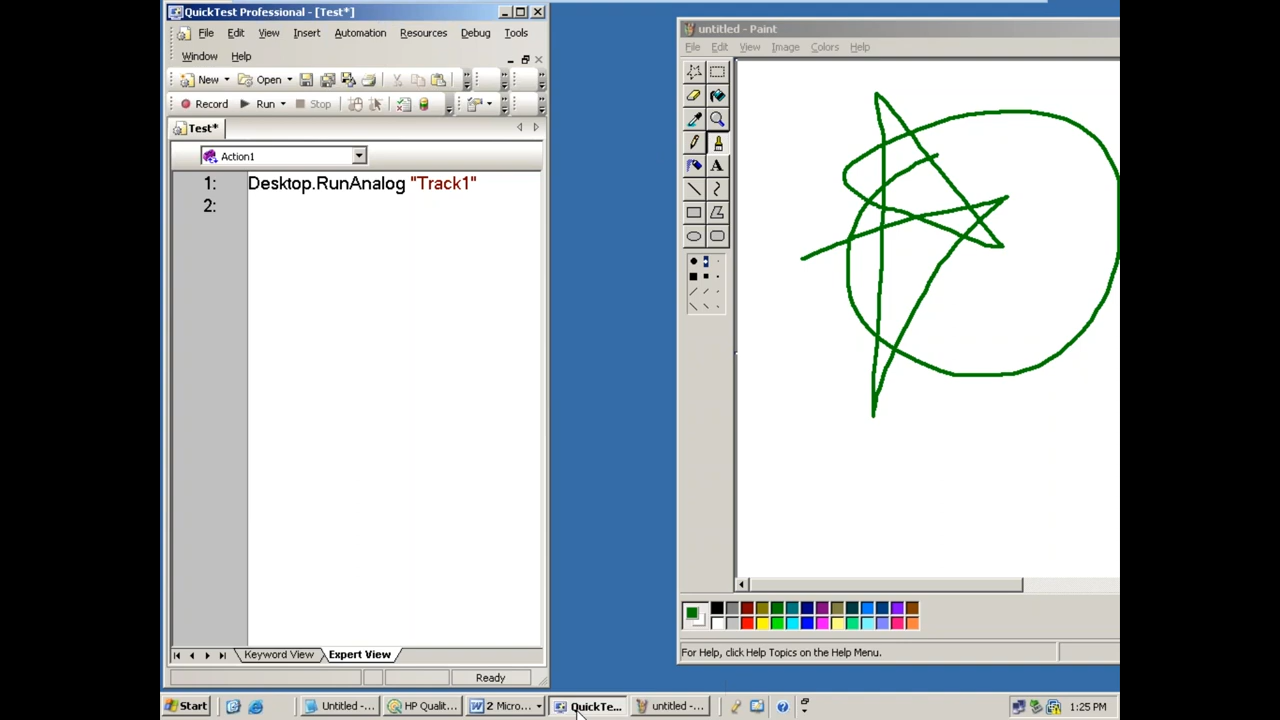 QuickTest Professional - [Test*]
File Edit View Insert Automation Resources Debug Tools
Window Help
New Open
Record Run Stop
Test*
Action1
1: Desktop.RunAnalog "Track1"
2:
Keyword View Expert View
Ready
untitled - Paint
File Edit View Image Colors Help
A
For Help, click Help Topics on the Help Menu.
Start Untitled -... HP Qualit... 2 Micro... QuickTe... untitled -... 1:25 PM